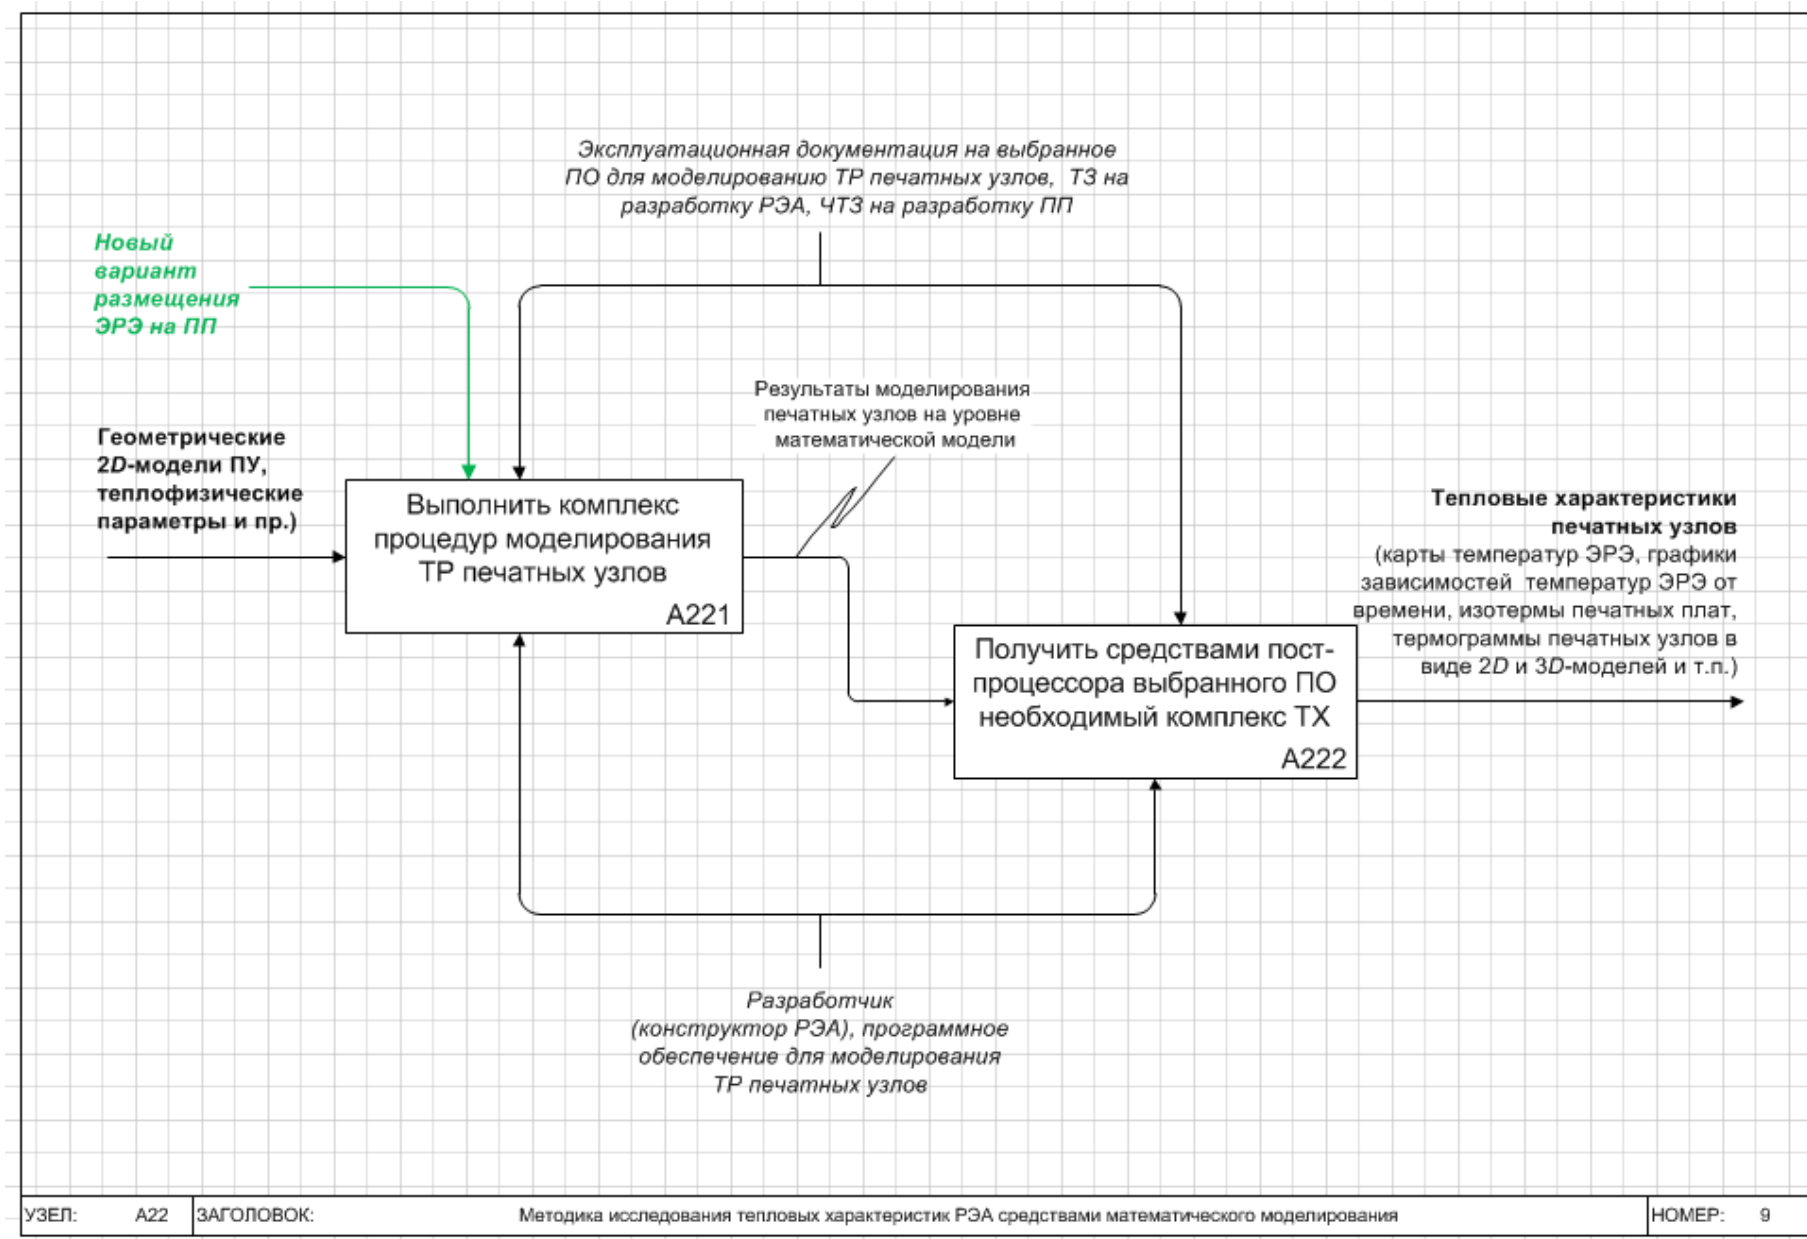 Эксплуатационная документация на выбранное
ПО для моделированию ТР печатных узлов, ТЗ на
разработку РЭА, ЧТЗ на разработку ПП
Новый
вариант
размещения
ЭРЭ на ПП
Результаты моделирования
печатных узлов на уровне
математической модели
Геометрические
2D-модели ПУ,
теплофизические
параметры и пр.)
Выполнить комплекс
процедур моделирования
ТР печатных узлов
А221
Тепловые характеристики
печатных узлов
(карты температур ЭРЭ, графики
зависимостей температур ЭРЭ от
времени, изотермы печатных плат,
термограммы печатных узлов в
виде 2D и 3D-моделей и т.п.)
Получить средствами пост-
процессора выбранного ПО
необходимый комплекс ТХ
А222
Разработчик
(конструктор РЭА), программное
обеспечение для моделирования
ТР печатных узлов
УЗЕЛ: А22 ЗАГОЛОВОК: Методика исследования тепловых характеристик РЭА средствами математического моделирования НОМЕР: 9